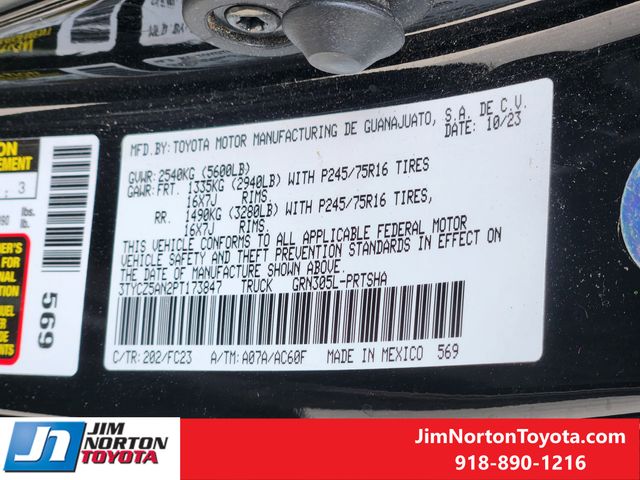 MFD.BY: TOYOTA MOTOR MANUFACTURING DE GUANAJUATO, S.A. DE C.V.
DATE: 10/23
GVWR: 2540KG (5600LB)
GAWR: FRT. 1335KG (2940LB) WITH P245/75R16 TIRES
16X7J RIMS.
RR. 1490KG (3280LB) WITH P245/75R16 TIRES,
16X7J RIMS.
THIS VEHICLE CONFORMS TO ALL APPLICABLE FEDERAL MOTOR
VEHICLE SAFETY AND THEFT PREVENTION STANDARDS IN EFFECT ON
THE DATE OF MANUFACTURE SHOWN ABOVE.
3TYCZ5AN2PT173847 TRUCK GRN305L-PRTSHA
C/TR: 202/FC23 A/TM: A07A/AC60F MADE IN MEXICO 569
: 3
lbs.
lb.
569
JIM
NORTON
TOYOTA
JimNortonToyota.com
918-890-1216